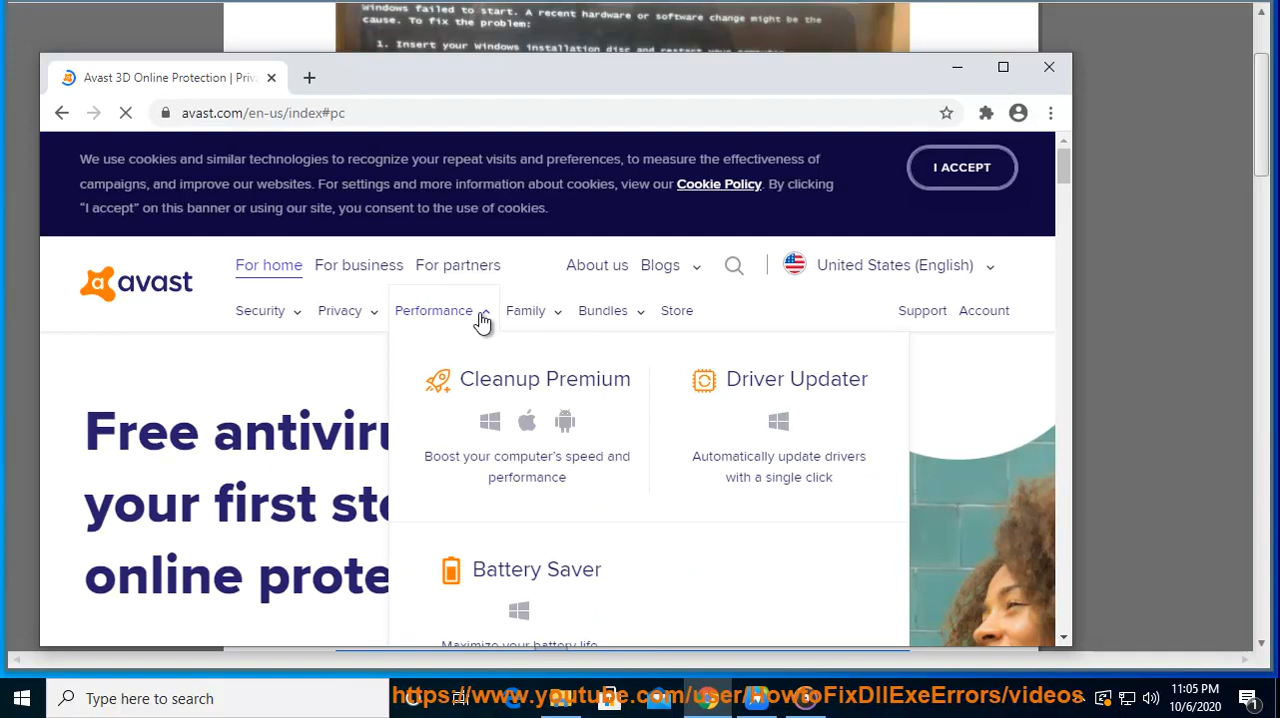 Windows failed to start. A recent hardware or software change might be the
cause. To fix the problem:
1. Insert your Windows installation disc and restart your computer.
Avast 3D Online Protection | Priv
avast.com/en-us/index#pc
We use cookies and similar technologies to recognize your repeat visits and preferences, to measure the effectiveness of
campaigns, and improve our websites. For settings and more information about cookies, view our Cookie Policy. By clicking
“I accept” on this banner or using our site, you consent to the use of cookies.
I ACCEPT
avast
For home For business For partners About us Blogs United States (English)
Security Privacy Performance Family Bundles Store Support Account
Cleanup Premium
Boost your computer’s speed and
performance
Driver Updater
Automatically update drivers
with a single click
Battery Saver
Maximize your battery life
Free antiviru
your first ste
online prote
Type here to search
https://www.youtube.com/user/HowtoFixDllExeErrors/videos
11:05 PM
10/6/2020
1